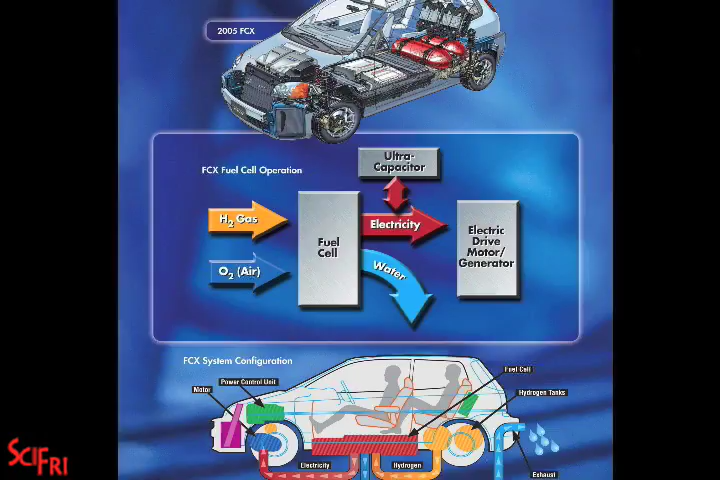 2005 FCX
FCX Fuel Cell Operation
Ultra-
Capacitor
H2 Gas
Electricity
Fuel
Cell
Electric
Drive
Motor/
Generator
O2 (Air)
Water
FCX System Configuration
Fuel Cell
Power Control Unit
Motor
Hydrogen Tanks
Electricity
Hydrogen
Exhaust
SCIFRI